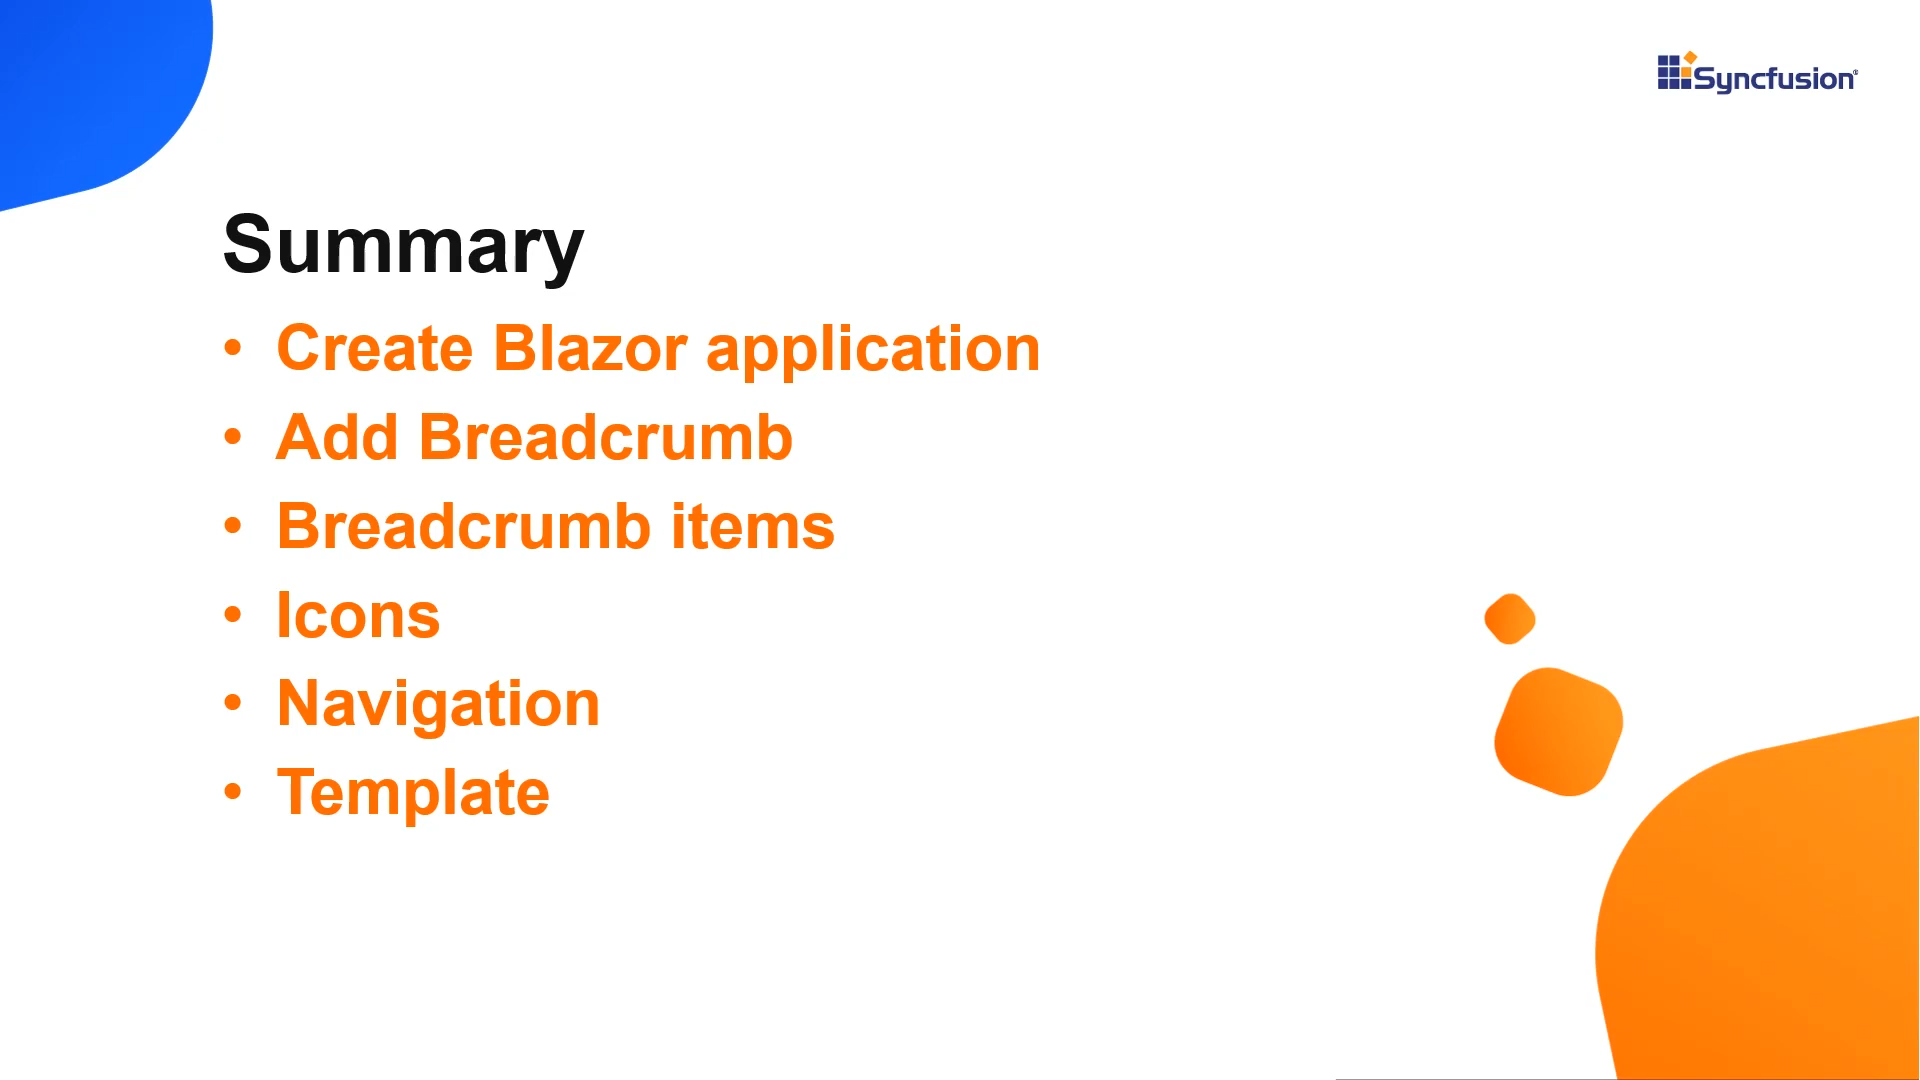 Syncfusion®
Summary
• Create Blazor application
• Add Breadcrumb
• Breadcrumb items
• Icons
• Navigation
• Template